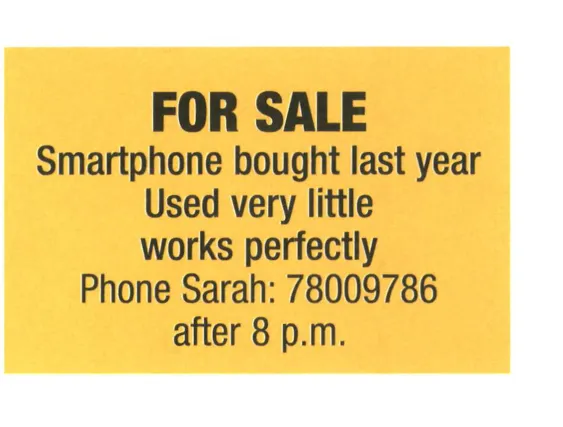 FOR SALE
Smartphone bought last year
Used very little
works perfectly
Phone Sarah: 78009786
after 8 p.m.